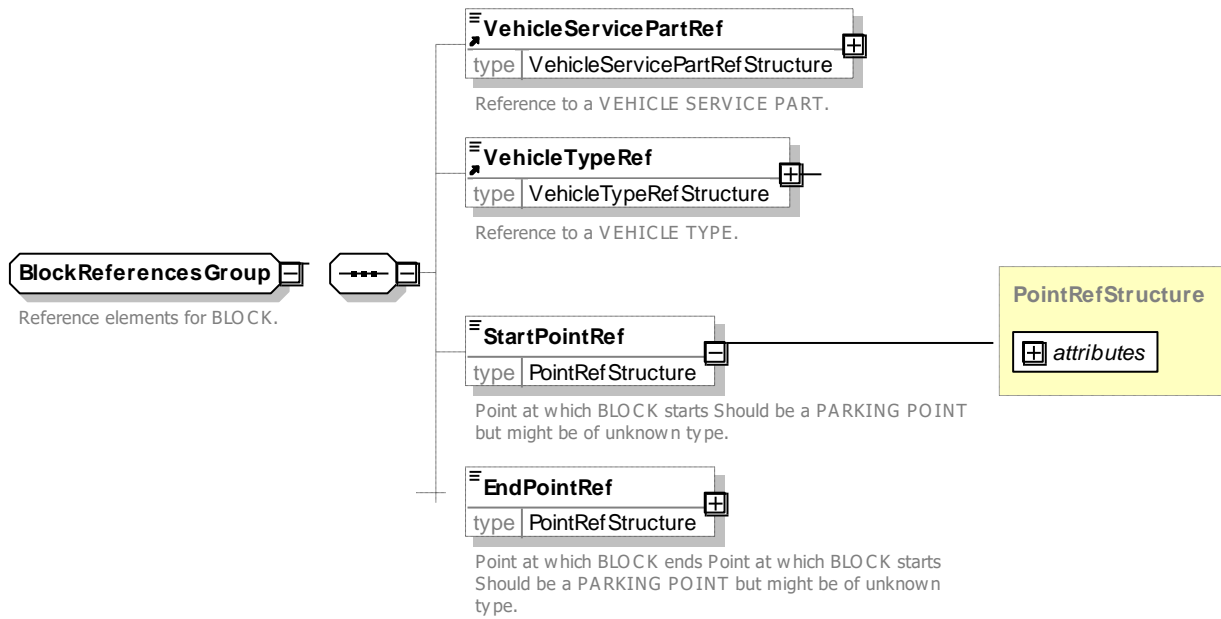 VehicleServicePartRef
type VehicleServicePartRefStructure
Reference to a VEHICLE SERVICE PART.
VehicleTypeRef
type VehicleTypeRefStructure
Reference to a VEHICLE TYPE.
BlockReferencesGroup
Reference elements for BLOCK.
PointRefStructure
attributes
StartPointRef
type PointRefStructure
Point at which BLOCK starts Should be a PARKING POINT
but might be of unknown type.
EndPointRef
type PointRefStructure
Point at which BLOCK ends Point at which BLOCK starts
Should be a PARKING POINT but might be of unknown
type.